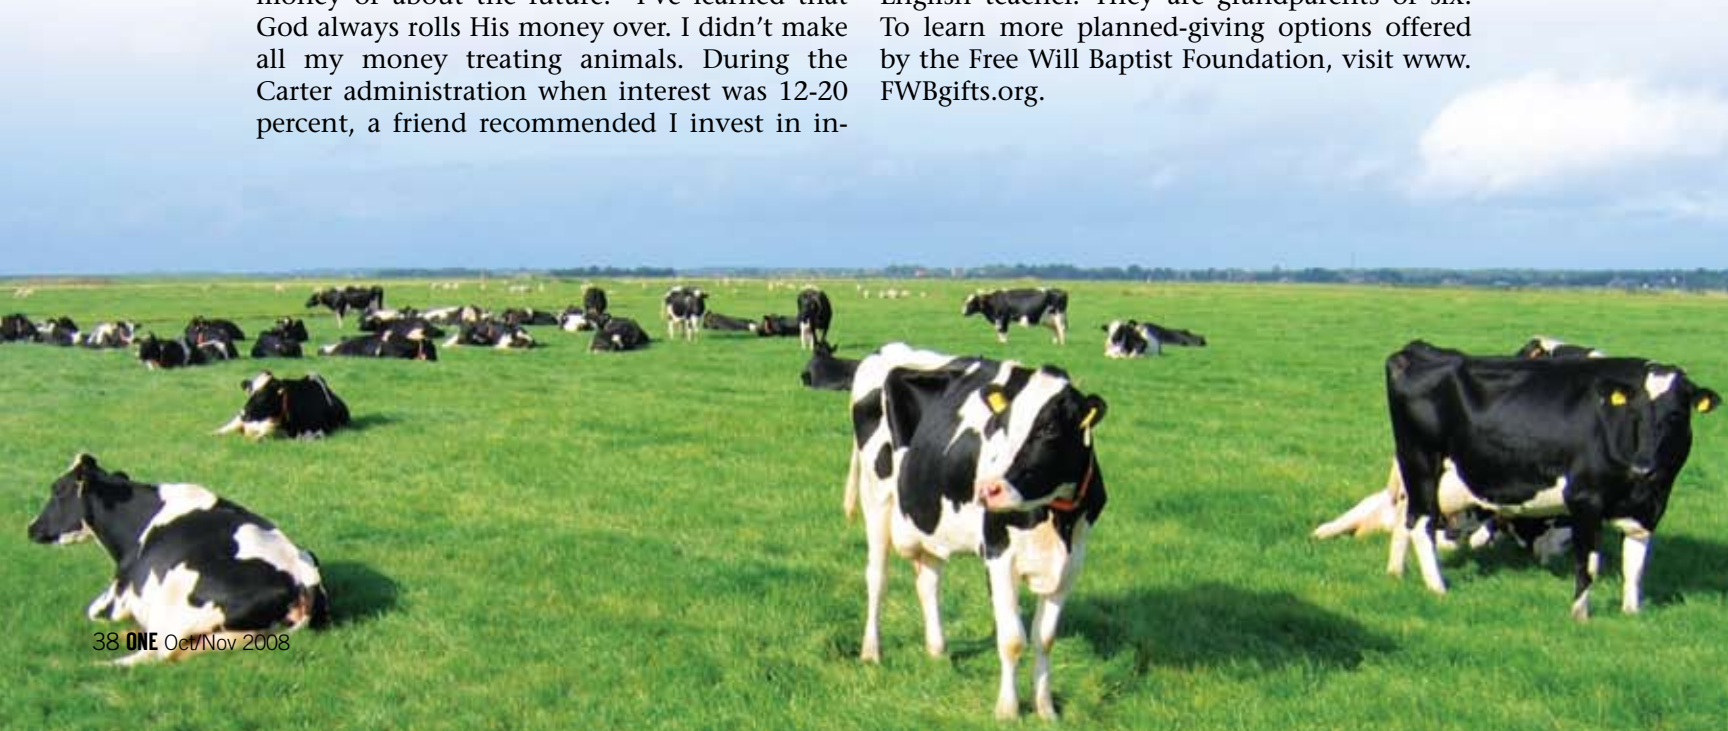 God always rolls His money over. I didn’t make
all my money treating animals. During the
Carter administration when interest was 12-20
percent, a friend recommended I invest in in-
To learn more planned-giving options offered
by the Free Will Baptist Foundation, visit www.
FWBgifts.org.
38 ONE Oct/Nov 2008